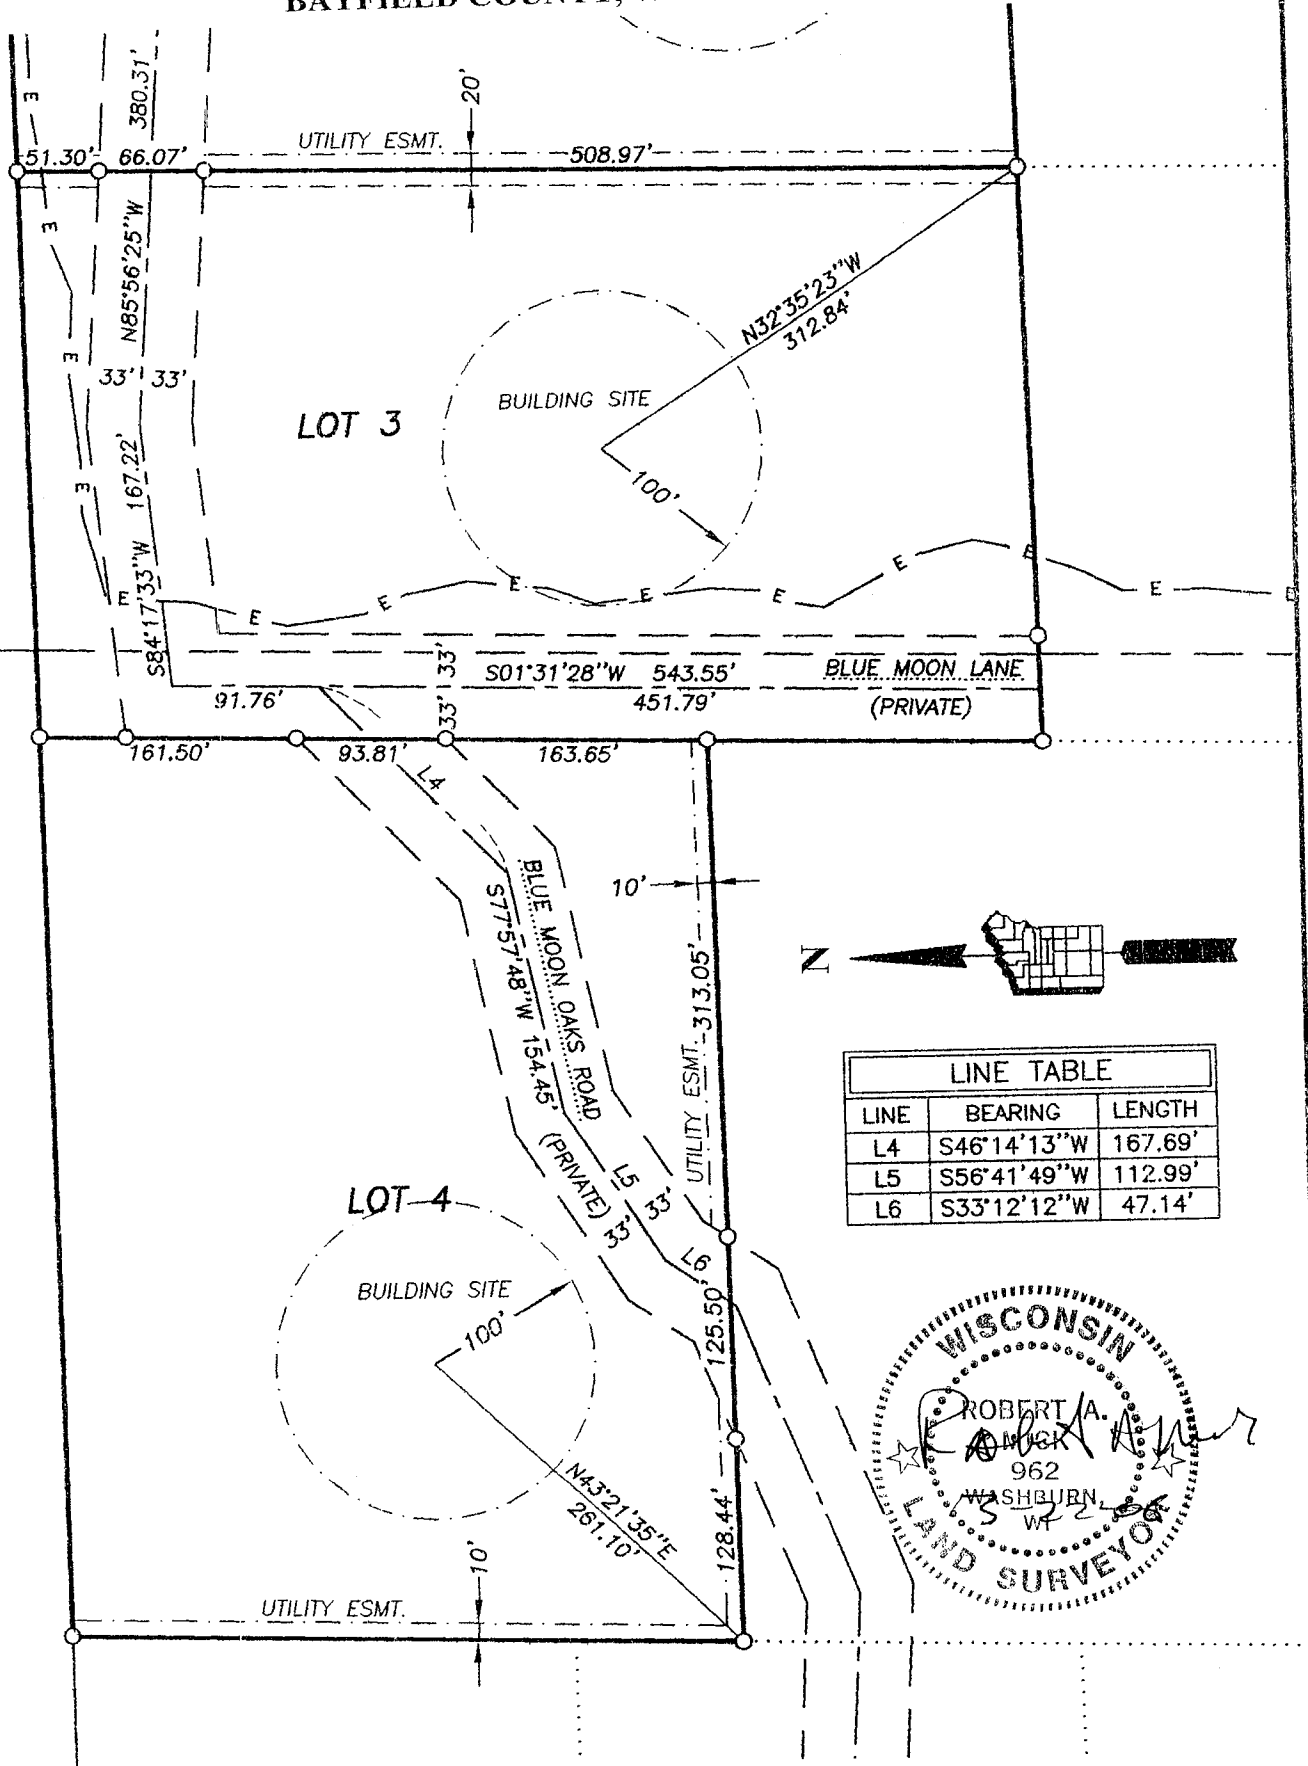 BAYFIELD COUNTY,
380.31'
20'
UTILITY ESMT.
51.30'
66.07'
508.97'
E
E
N85°56'25"W
N32°35'23"W
312.84'
E
33' 33'
BUILDING SITE
LOT 3
167.22'
100'
E
S84°17'33"W
E
E
E
E
E
E
E
E
E
E
33'
33'
S01°31'28"W 543.55'
BLUE MOON LANE
91.76'
451.79'
(PRIVATE)
161.50'
93.81'
163.65'
L4
10'
BLUE MOON OAKS ROAD
S77°57'48"W 154.45'
(PRIVATE)
313.05'
UTILITY ESMT.
N
LINE TABLE
LINE BEARING LENGTH
L4 S46°14'13"W 167.69'
L5 S56°41'49"W 112.99'
L6 S33°12'12"W 47.14'
L5
33'
33'
LOT 4
L6
BUILDING SITE
100'
125.50'
N43°21'35"E
261.10'
128.44'
10'
UTILITY ESMT.
WISCONSIN
ROBERT A.
962
WASHBURN,
WI
LAND SURVEYOR